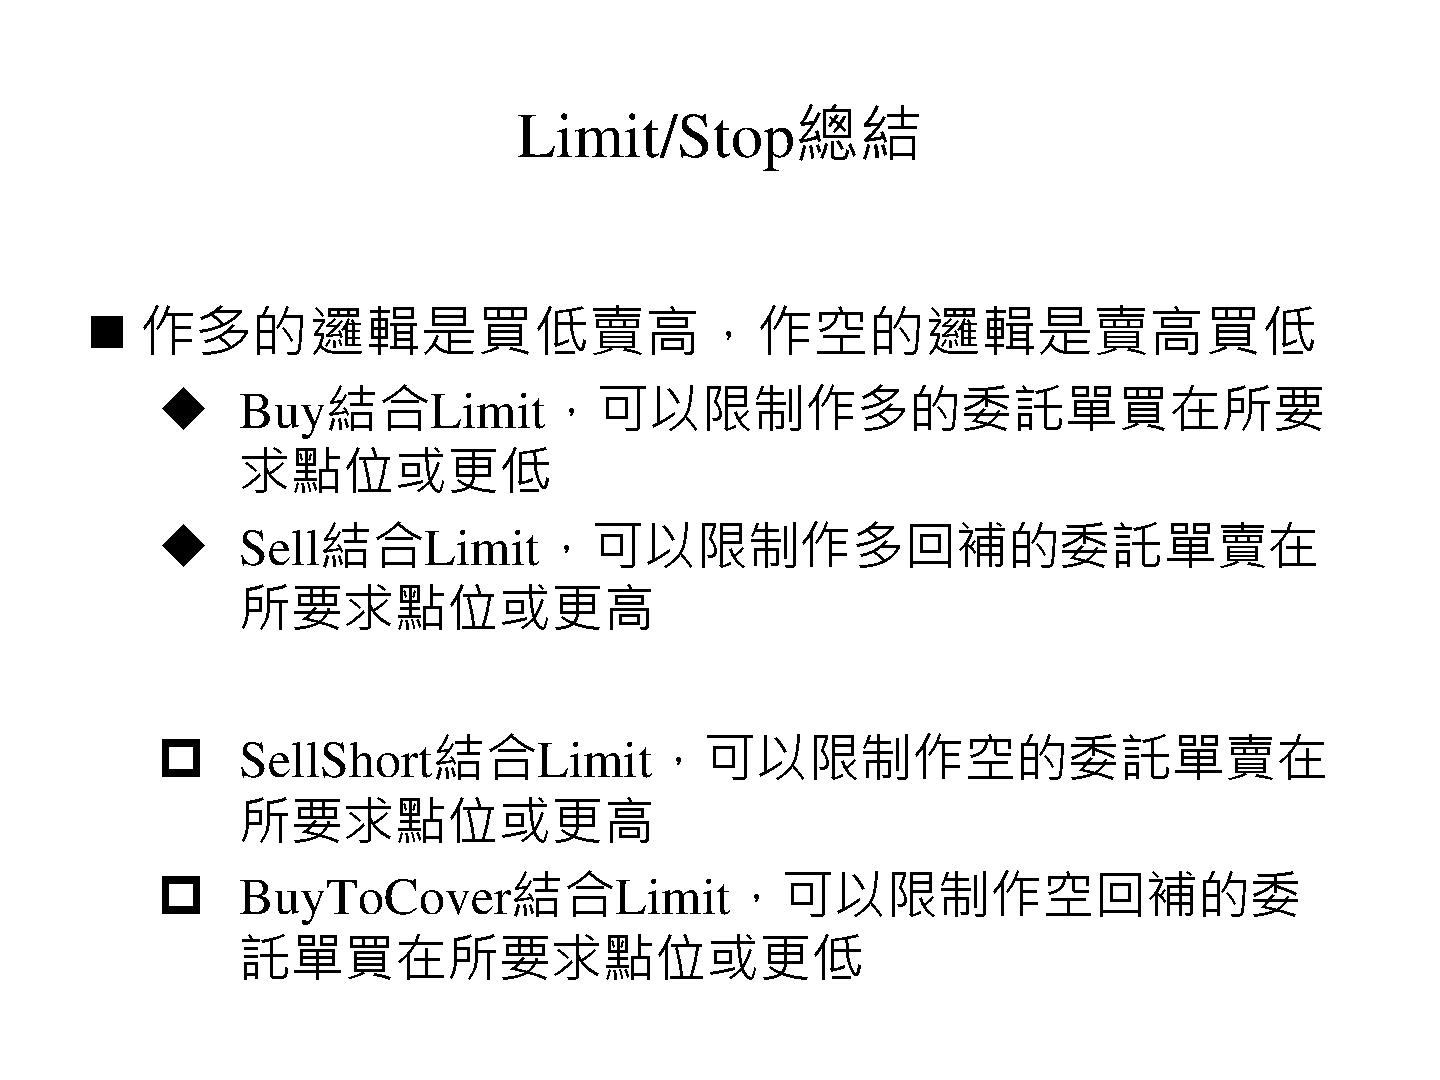 Limit/Stop總結
■ 作多的邏輯是買低賣高，作空的邏輯是賣高買低
◆ Buy結合Limit，可以限制作多的委託單買在所要
求點位或更低
◆ Sell結合Limit，可以限制作多回補的委託單賣在
所要求點位或更高
SellShort結合Limit，可以限制作空的委託單賣在
所要求點位或更高
BuyToCover結合Limit，可以限制作空回補的委
託單買在所要求點位或更低